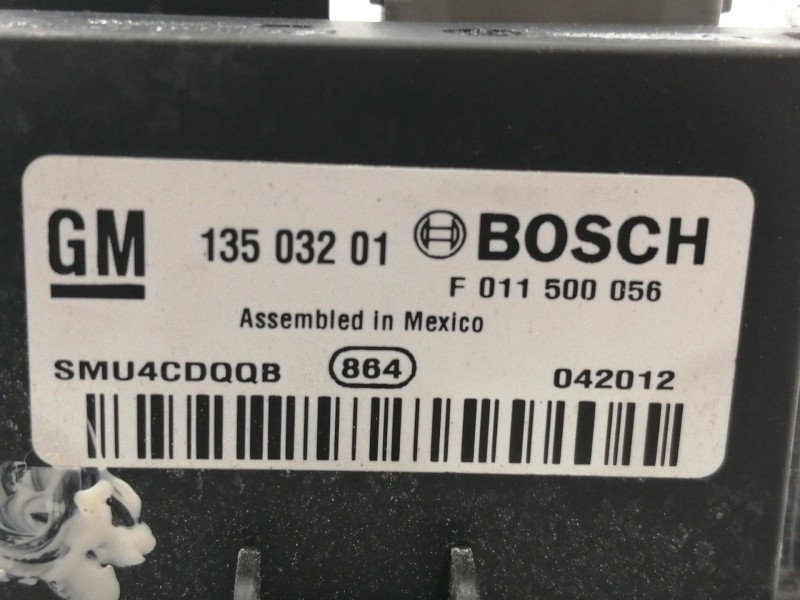 GM 135 032 01 BOSCH
F 011 500 056
Assembled in Mexico
SMU4CDQQB 864 042012